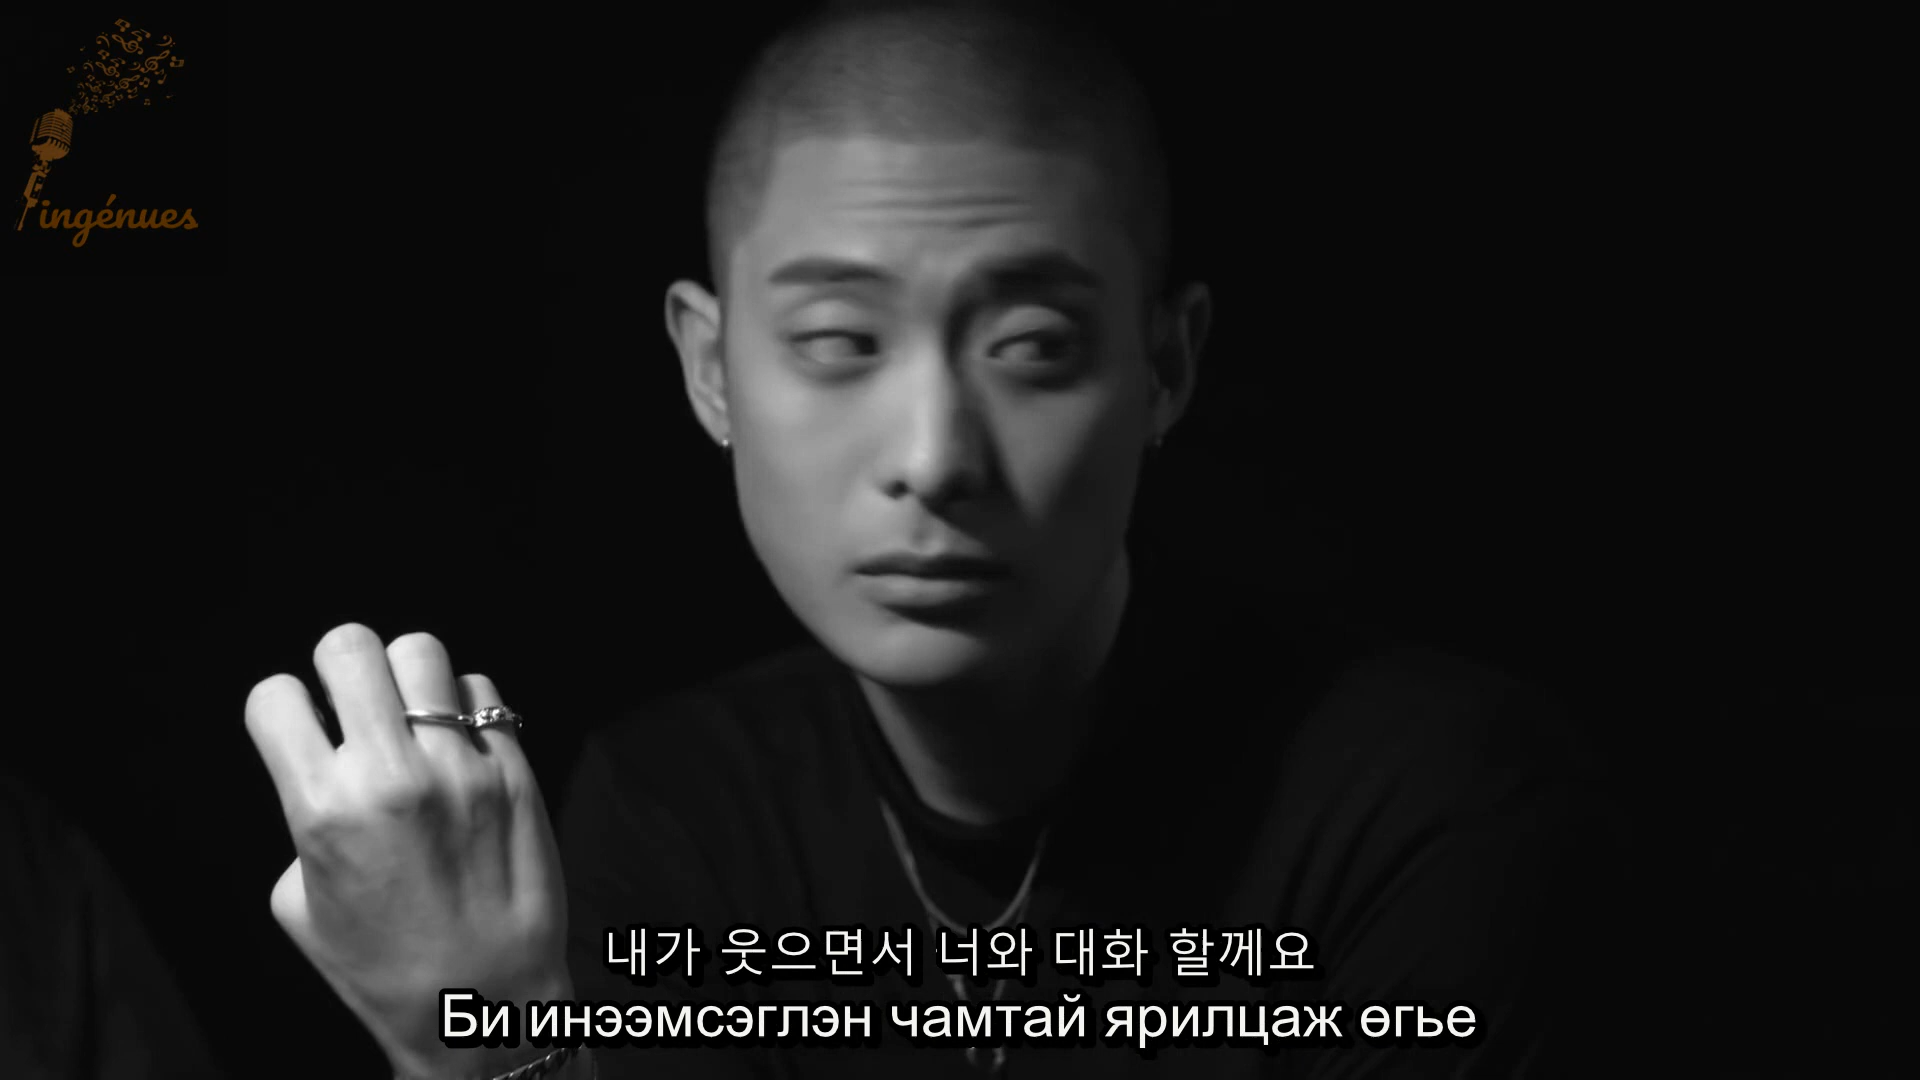 ingénues
내가 웃으면서 너와 대화 할께요
Би инээмсэглэн чамтай ярилцаж өгье